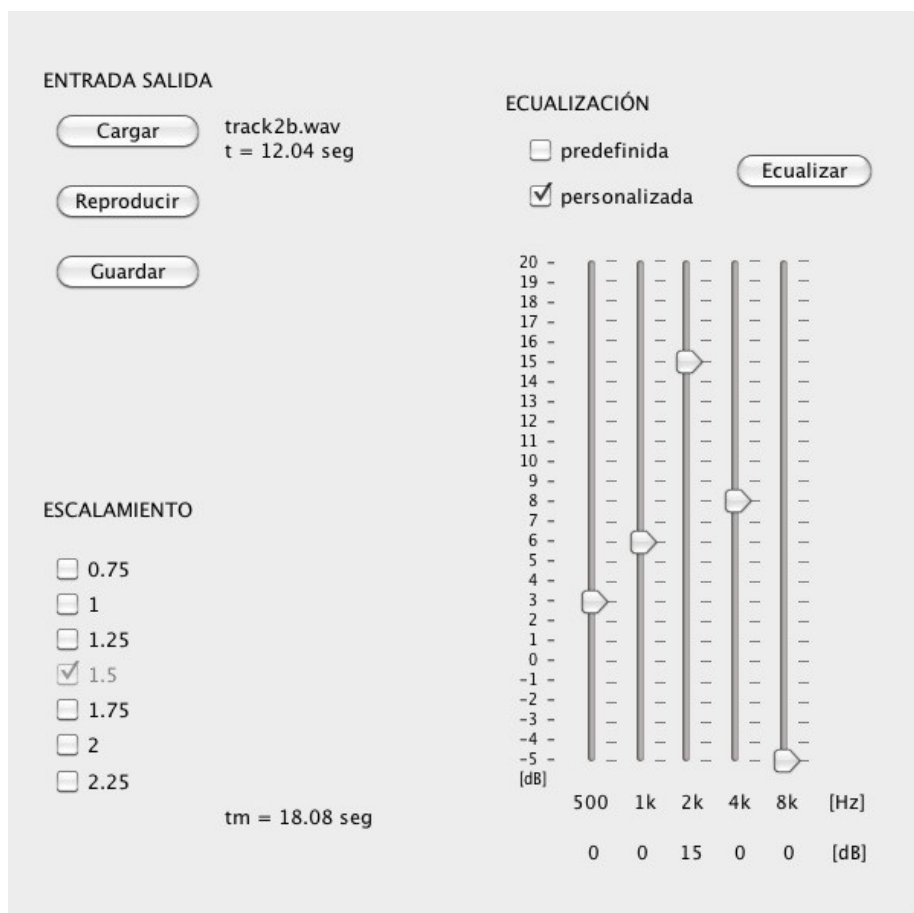 ENTRADA SALIDA
Cargar
track2b.wav
t = 12.04 seg
Reproducir
Guardar
ESCALAMIENTO
0.75
1
1.25
1.5
1.75
2
2.25
tm = 18.08 seg
ECUALIZACIÓN
predefinida
personalizada
Ecualizar
20 -
19 -
18 -
17 -
16 -
15 -
14 -
13 -
12 -
11 -
10 -
9 -
8 -
7 -
6 -
5 -
4 -
3 -
2 -
1 -
0 -
-1 -
-2 -
-3 -
-4 -
-5 -
[dB]
500 1k 2k 4k 8k [Hz]
0 0 15 0 0 [dB]